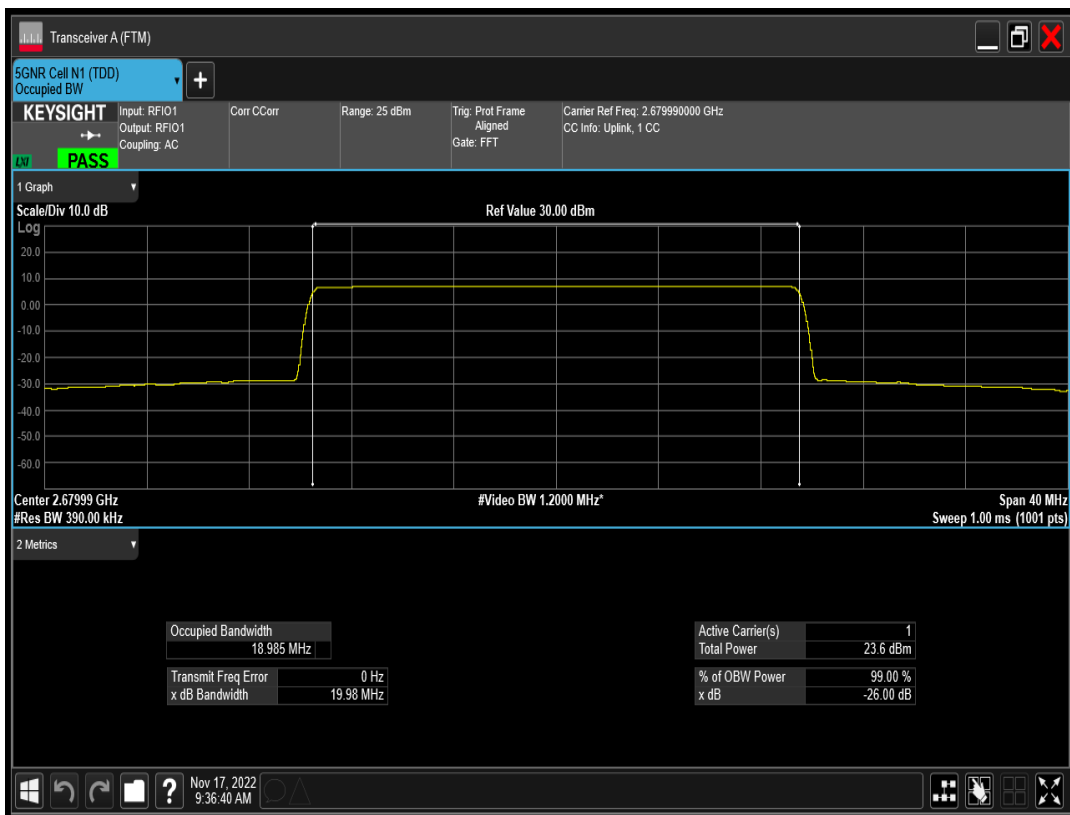 Transceiver A (FTM)
5GNR Cell N1 (TDD)
Occupied BW
+
KEYSIGHT
LXI
PASS
Input: RFIO1
Output: RFIO1
Coupling: AC
Corr CCorr
Range: 25 dBm
Trig: Prot Frame
Aligned
Gate: FFT
Carrier Ref Freq: 2.679990000 GHz
CC Info: Uplink, 1 CC
1 Graph
Scale/Div 10.0 dB
Ref Value 30.00 dBm
Log
20.0
10.0
0.00
-10.0
-20.0
-30.0
-40.0
-50.0
-60.0
Center 2.67999 GHz
#Video BW 1.2000 MHz*
Span 40 MHz
#Res BW 390.00 kHz
Sweep 1.00 ms (1001 pts)
2 Metrics
Occupied Bandwidth
18.985 MHz
Transmit Freq Error 0 Hz
x dB Bandwidth 19.98 MHz
Active Carrier(s) 1
Total Power 23.6 dBm
% of OBW Power 99.00 %
x dB -26.00 dB
?
Nov 17, 2022
9:36:40 AM